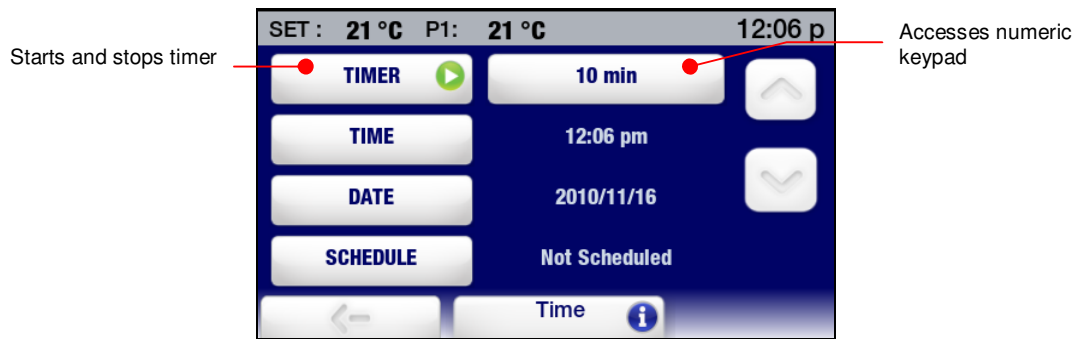 SET : 21 °C P1: 21 °C 12:06 p
Starts and stops timer
Accesses numeric
keypad
TIMER 10 min
TIME 12:06 pm
DATE 2010/11/16
SCHEDULE Not Scheduled
Time